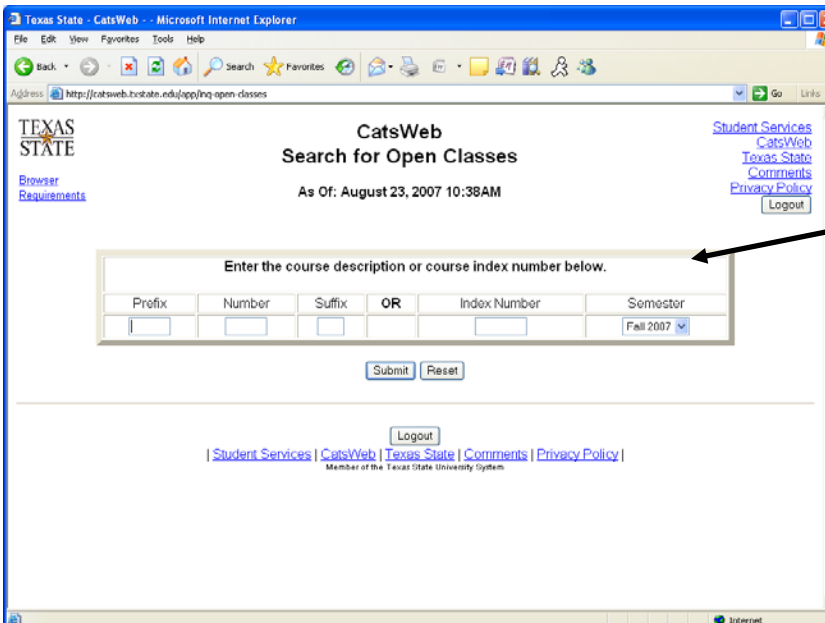 Texas State - CatsWeb - - Microsoft Internet Explorer
File Edit View Favorites Tools Help
Back Search Favorites
Address http://catsweb.txstate.edu/app/inq-open-classes Go Links
TEXAS
STATE
Browser
Requirements
CatsWeb
Search for Open Classes
As Of: August 23, 2007 10:38AM
Student Services
CatsWeb
Texas State
Comments
Privacy Policy
Logout
Enter the course description or course index number below.
Prefix Number Suffix OR Index Number Semester
Fall 2007
Submit Reset
Logout
| Student Services | CatsWeb | Texas State | Comments | Privacy Policy |
Member of the Texas State University System
Internet